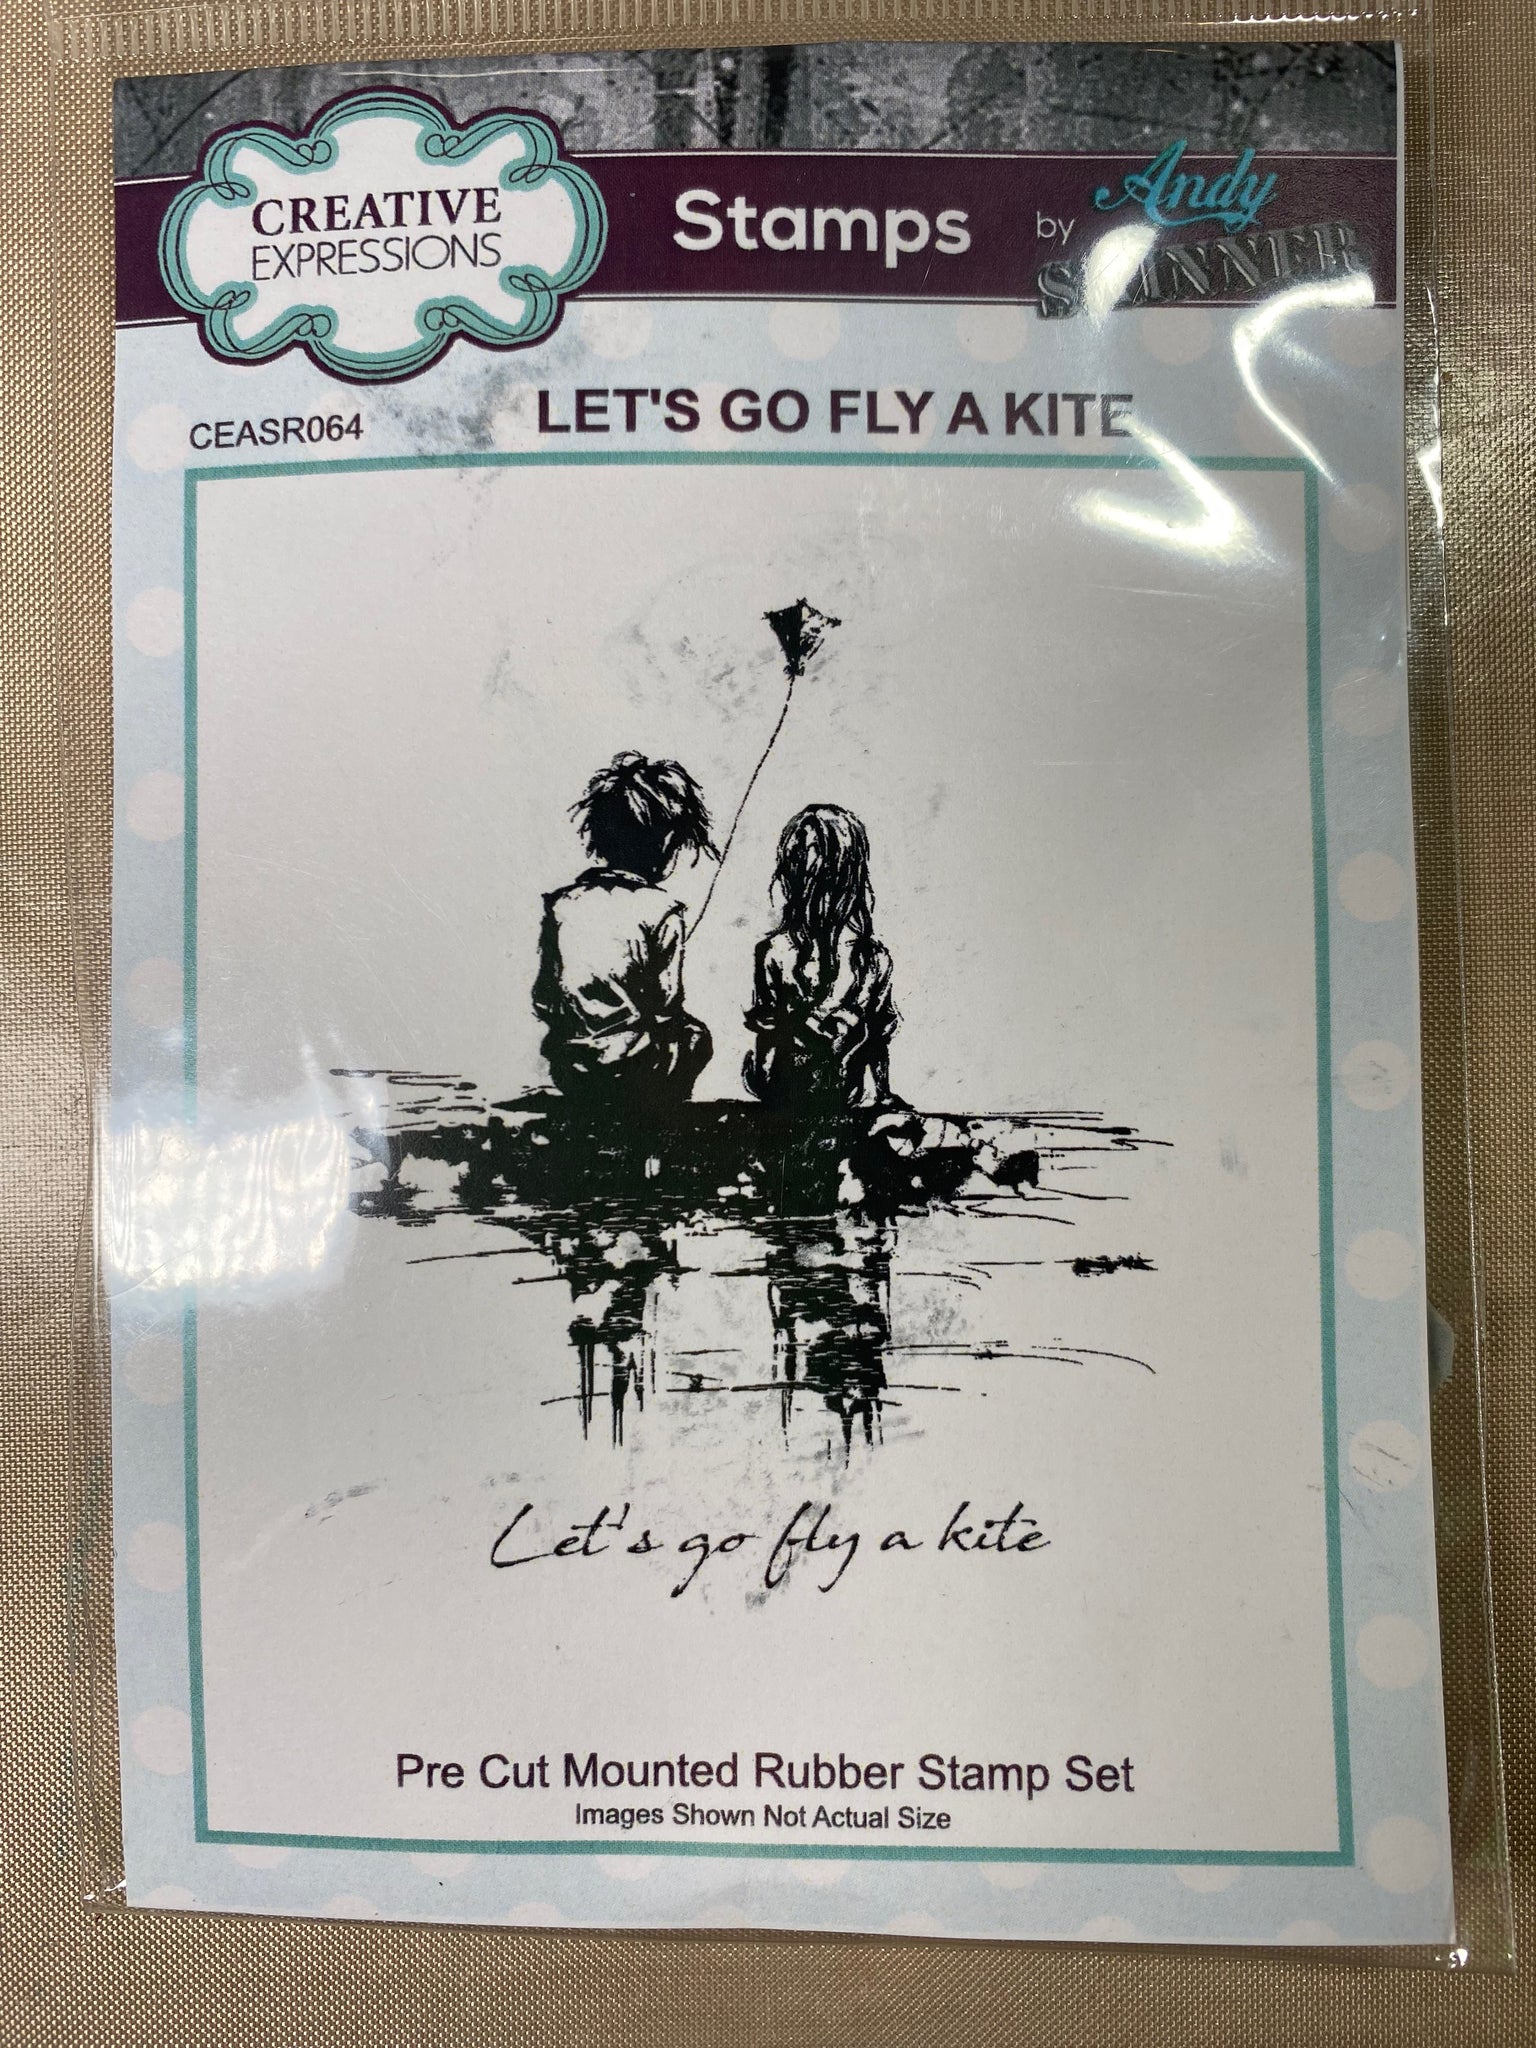 CREATIVE
EXPRESSIONS
Stamps by Andy
SKINNER
CEASR064
LET'S GO FLY A KITE
Let's go fly a kite
Pre Cut Mounted Rubber Stamp Set
Images Shown Not Actual Size